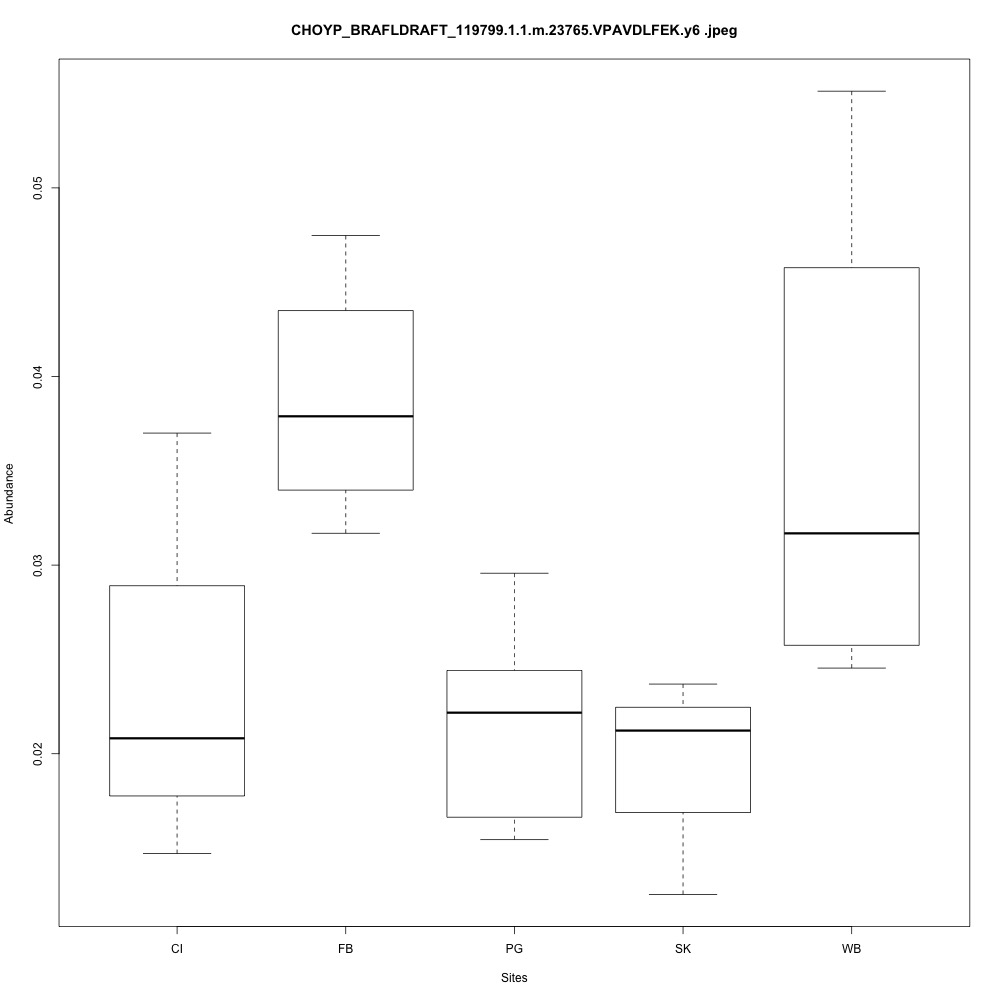 CHOYP_BRAFLDRAFT_119799.1.1.m.23765.VPAVDLFEK.y6 .jpeg
Abundance
0.05
0.04
0.03
0.02
CI FB PG SK WB
Sites